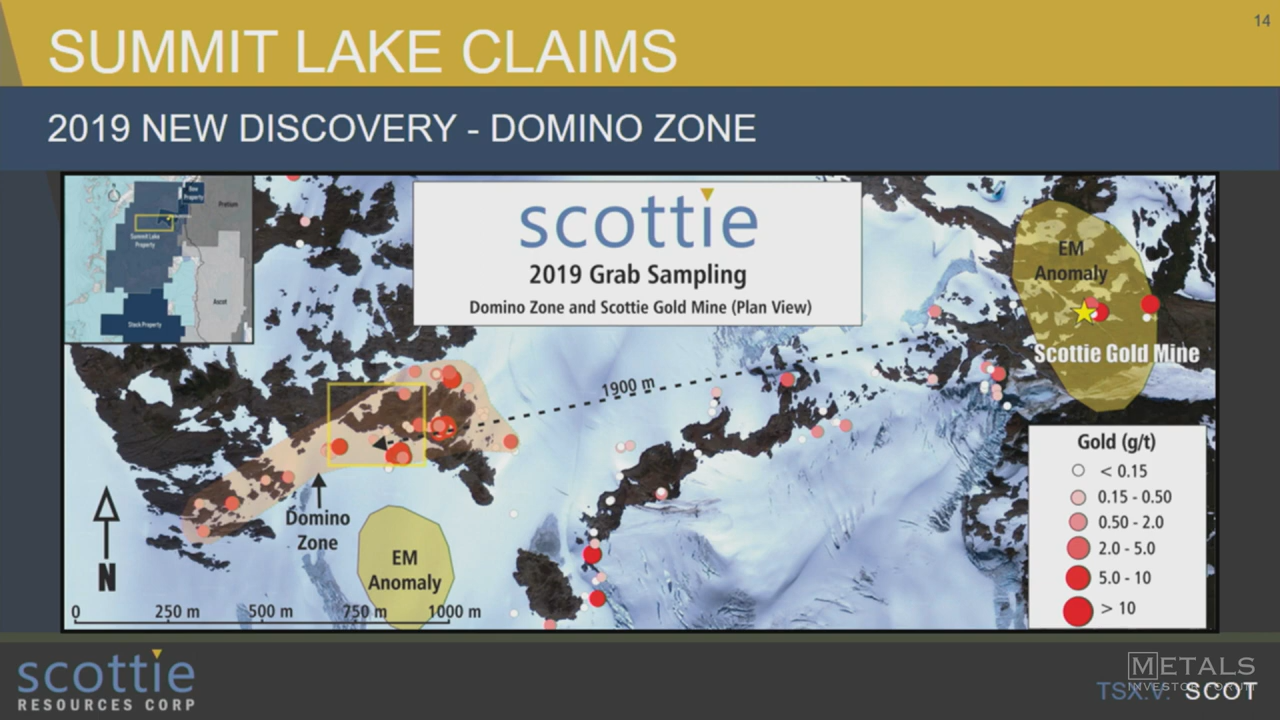 14
SUMMIT LAKE CLAIMS
2019 NEW DISCOVERY - DOMINO ZONE
Pretium
Property
Summit Lake
Property
Ascot
Stock Property
scottie
2019 Grab Sampling
Domino Zone and Scottie Gold Mine (Plan View)
EM
Anomaly
Scottie Gold Mine
1900 m
Domino
Zone
EM
Anomaly
N
0 250 m 500 m 750 m 1000 m
Gold (g/t)
< 0.15
0.15 - 0.50
0.50 - 2.0
2.0 - 5.0
5.0 - 10
> 10
scottie
RESOURCES CORP
METALS
INVESTOR FORUM
TSX.V: SCOT